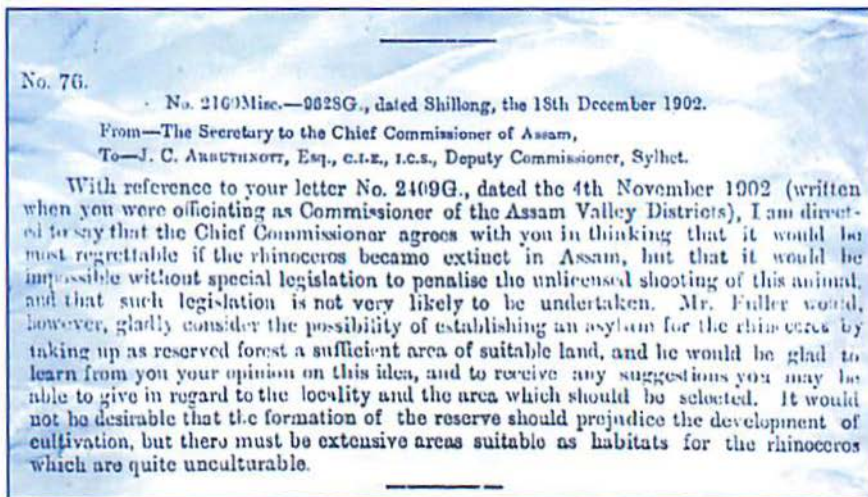 No. 76.
No. 2160Misc.—9628G., dated Shillong, the 18th December 1902.
From—The Secretary to the Chief Commissioner of Assam,
To—J. C. ARBUTHNOTT, Esq., C.I.E., I.C.S., Deputy Commissioner, Sylhet.
With reference to your letter No. 2409G., dated the 4th November 1902 (written
when you were officiating as Commissioner of the Assam Valley Districts), I am direct-
ed to say that the Chief Commissioner agrees with you in thinking that it would be
most regrettable if the rhinoceros became extinct in Assam, but that it would be
impossible without special legislation to penalise the unlicensed shooting of this animal,
and that such legislation is not very likely to be undertaken. Mr. Fuller would,
however, gladly consider the possibility of establishing an asylum for the rhinoceros by
taking up as reserved forest a sufficient area of suitable land, and he would be glad to
learn from you your opinion on this idea, and to receive any suggestions you may be
able to give in regard to the locality and the area which should be selected. It would
not be desirable that the formation of the reserve should prejudice the development of
cultivation, but there must be extensive areas suitable as habitats for the rhinoceros
which are quite unculturable.